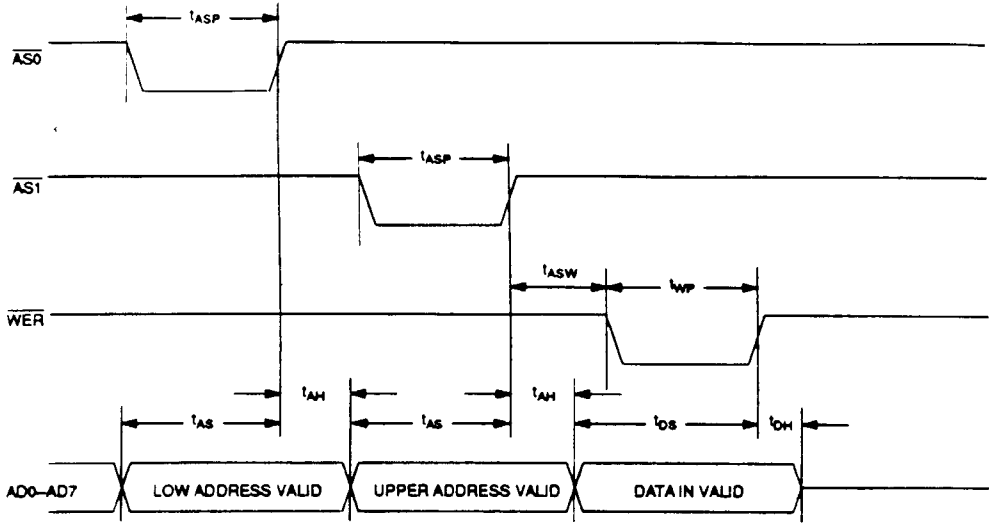 tASP
AS0
tASP
AS1
tASW tWP
WER
tAH tAH
tAS tAS tDS tDH
AD0–AD7 LOW ADDRESS VALID UPPER ADDRESS VALID DATA IN VALID